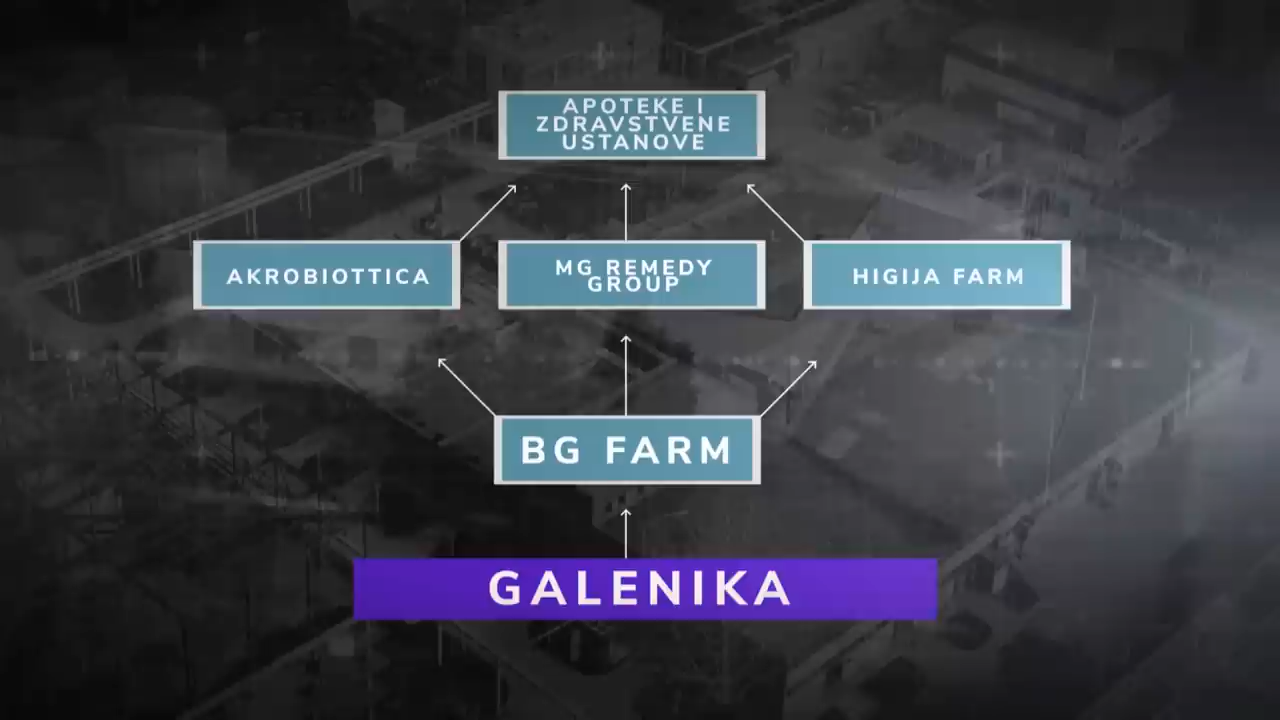 APOTEKE I
ZDRAVSTVENE
USTANOVE
AKROBIOTTICA
MG REMEDY
GROUP
HIGIJA FARM
BG FARM
GALENIKA